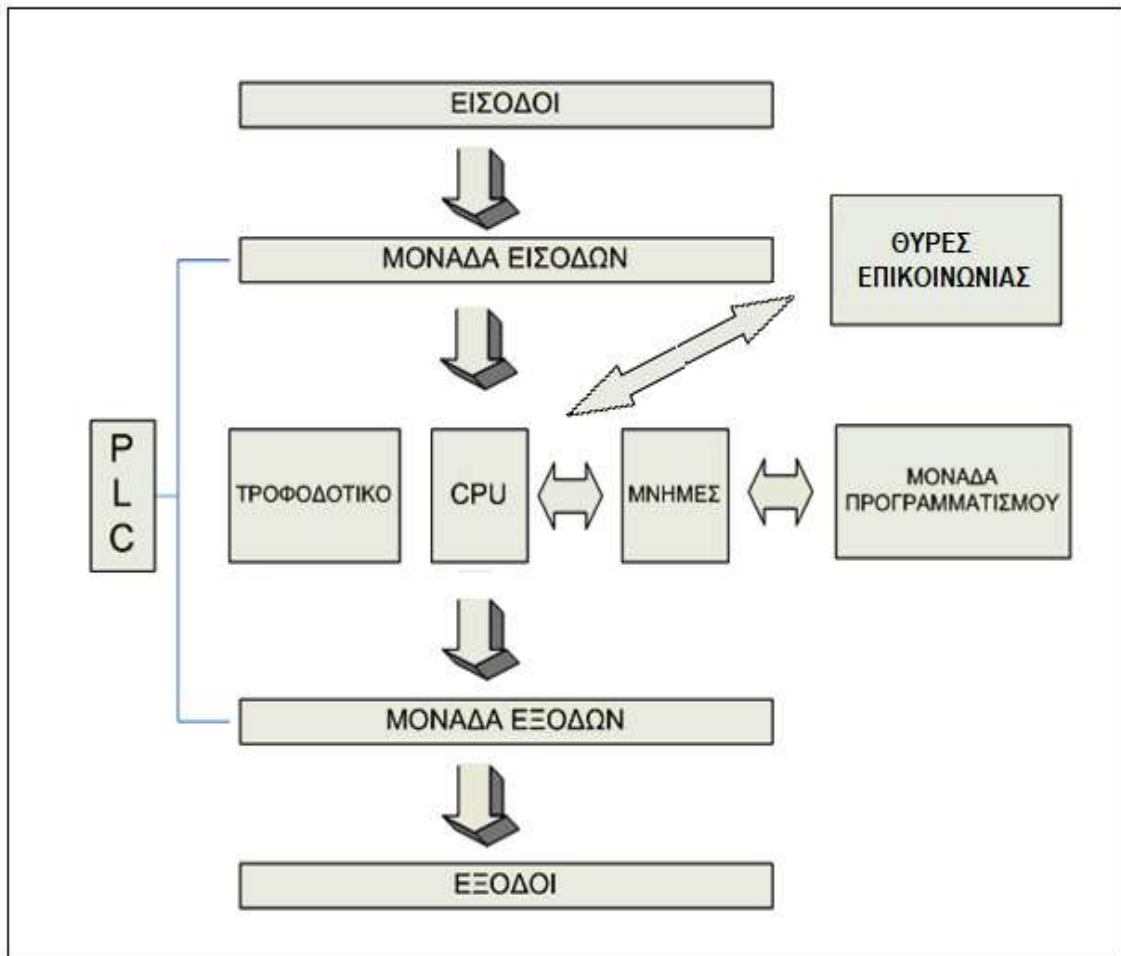 ΕΙΣΟΔΟΙ
ΜΟΝΑΔΑ ΕΙΣΟΔΩΝ
ΘΥΡΕΣ
ΕΠΙΚΟΙΝΩΝΙΑΣ
P
L
C
ΤΡΟΦΟΔΟΤΙΚΟ
CPU
ΜΝΗΜΕΣ
ΜΟΝΑΔΑ
ΠΡΟΓΡΑΜΜΑΤΙΣΜΟΥ
ΜΟΝΑΔΑ ΕΞΟΔΩΝ
ΕΞΟΔΟΙ